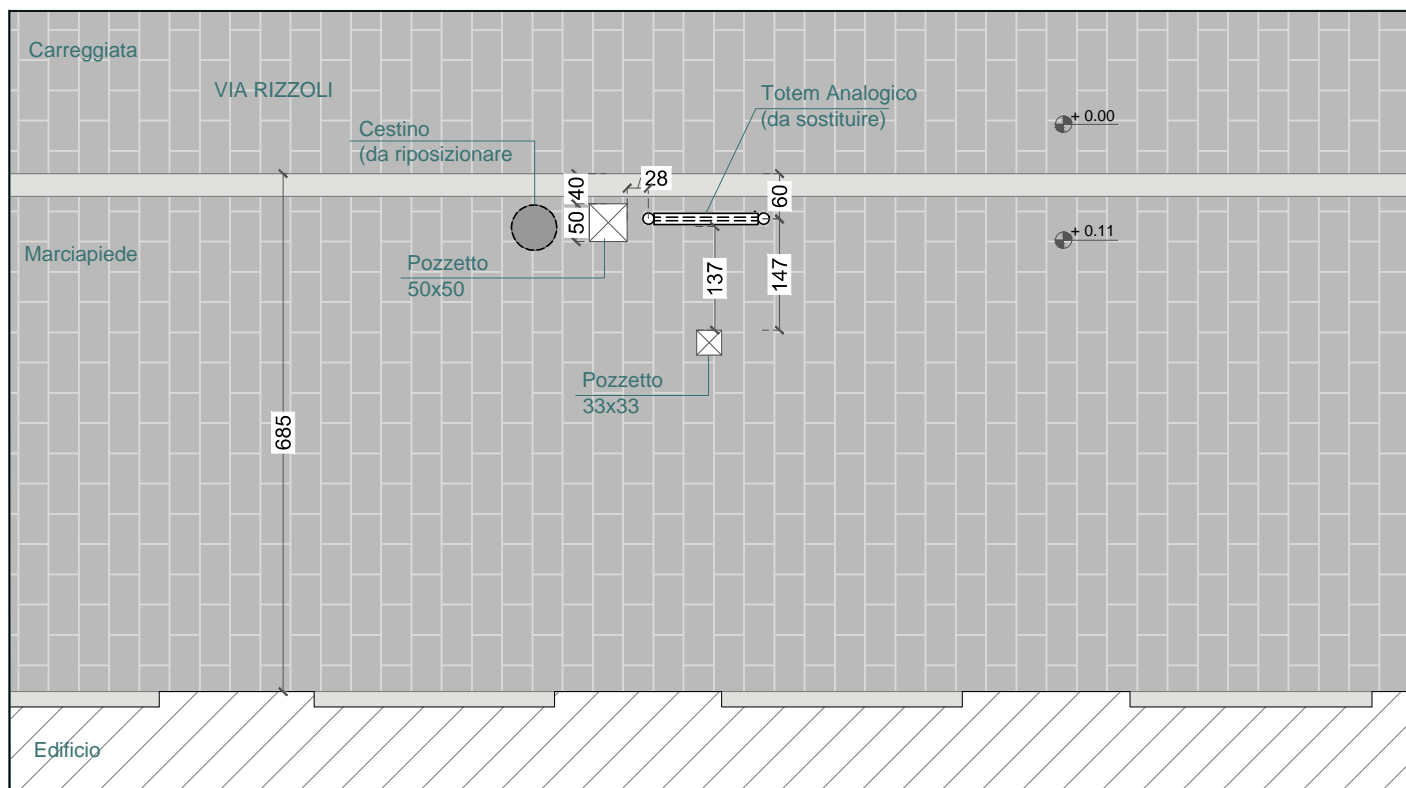 Carreggiata
VIA RIZZOLI
Totem Analogico
(da sostituire)
+ 0.00
Cestino
(da riposizionare
40
28
60
50
+ 0.11
Marciapiede
Pozzetto
50x50
137
147
Pozzetto
33x33
685
Edificio